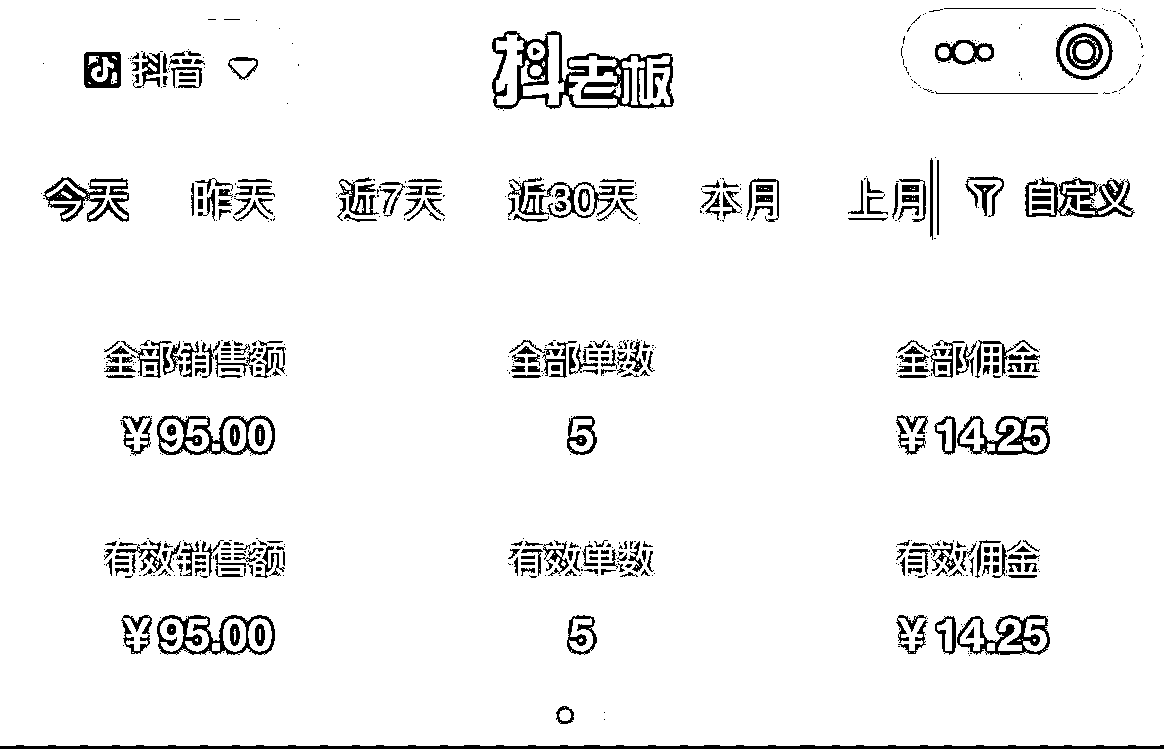 抖音 抖老板
今天 昨天 近7天 近30天 本月 上月 自定义
全部销售额 全部单数 全部佣金
¥95.00 5 ¥14.25
有效销售额 有效单数 有效佣金
¥95.00 5 ¥14.25